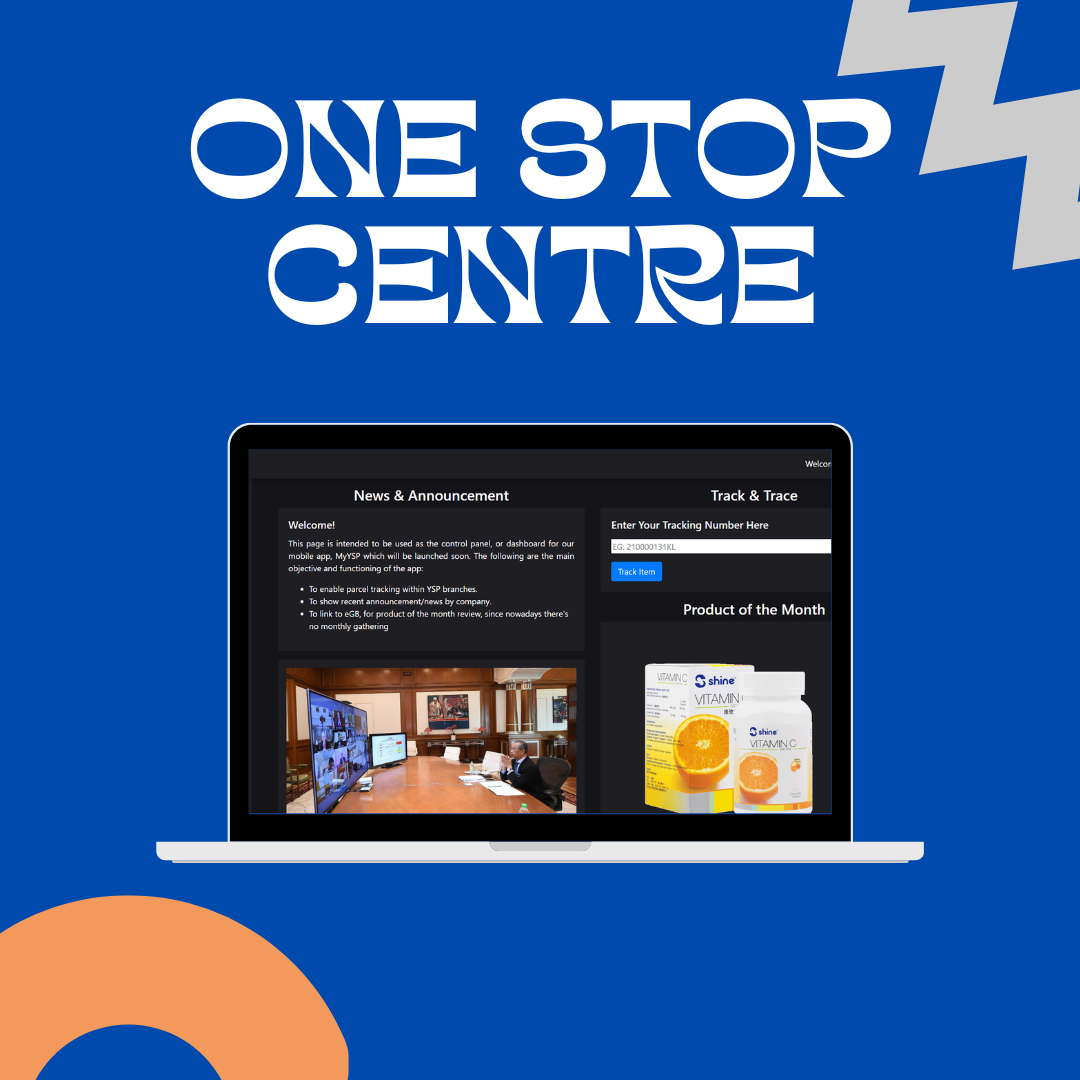 ONE STOP
CENTRE
Welcom
News & Announcement
Welcome!
This page is intended to be used as the control panel, or dashboard for our
mobile app, MyYSP which will be launched soon. The following are the main
objective and functioning of the app:
• To enable parcel tracking within YSP branches.
• To show recent announcement/news by company.
• To link to eGB, for product of the month review, since nowadays there's
no monthly gathering
Track & Trace
Enter Your Tracking Number Here
EG: 210000131KL
Track Item
Product of the Month
VITAMIN C
shine
VITAMIN
shine
VITAMIN C